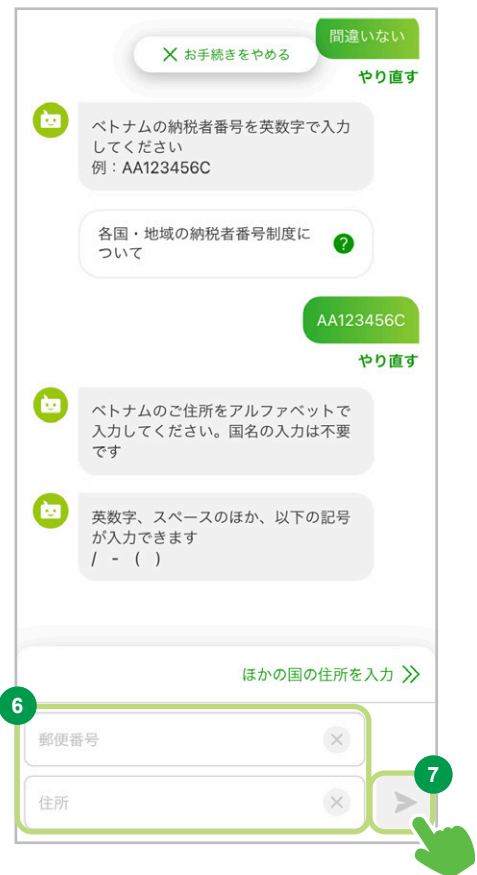 間違いない
お手続きをやめる
やり直す
ベトナムの納税者番号を英数字で入力
してください
例：AA123456C
各国・地域の納税者番号制度に
ついて
?
AA123456C
やり直す
ベトナムのご住所をアルファベットで
入力してください。国名の入力は不要
です
英数字、スペースのほか、以下の記号
が入力できます
/ - ( )
ほかの国の住所を入力
6
郵便番号
7
住所